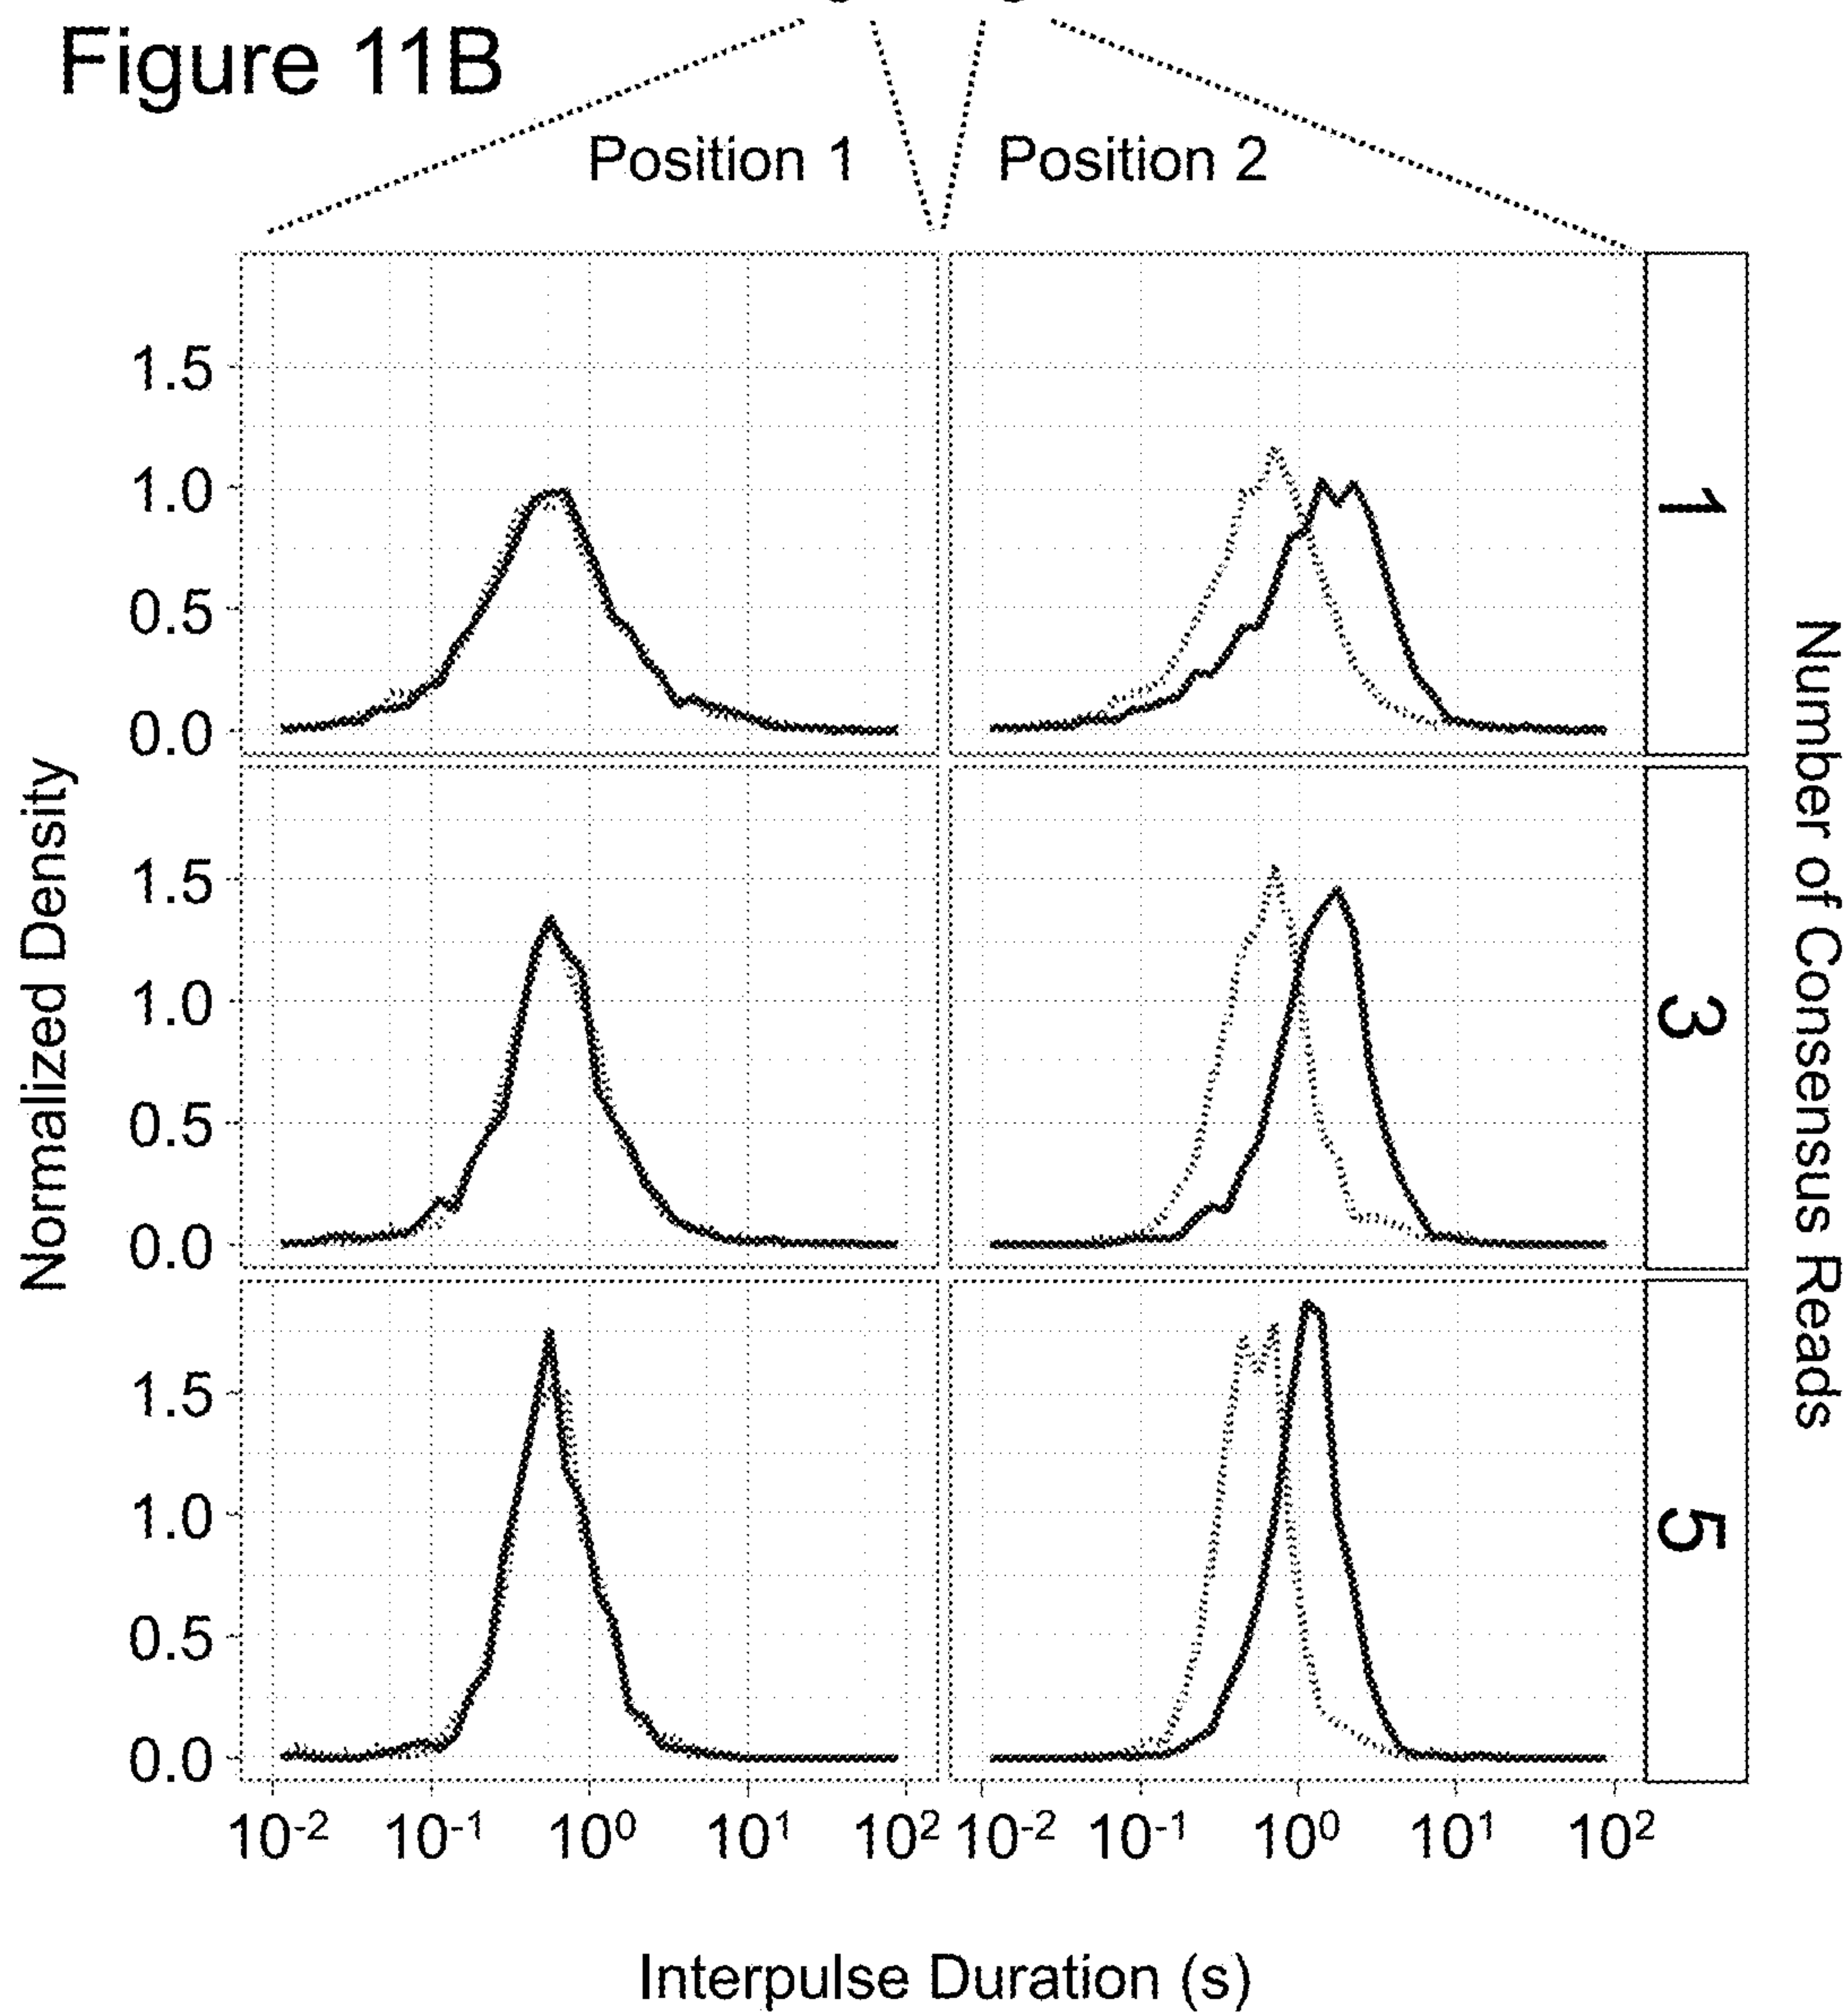 Figure 11B
Position 1
Position 2
1.5
1.0
0.5
0.0
1
1.5
1.0
0.5
0.0
3
1.5
1.0
0.5
0.0
5
Normalized Density
Number of Consensus Reads
10⁻² 10⁻¹ 10⁰ 10¹ 10² 10⁻² 10⁻¹ 10⁰ 10¹ 10²
Interpulse Duration (s)